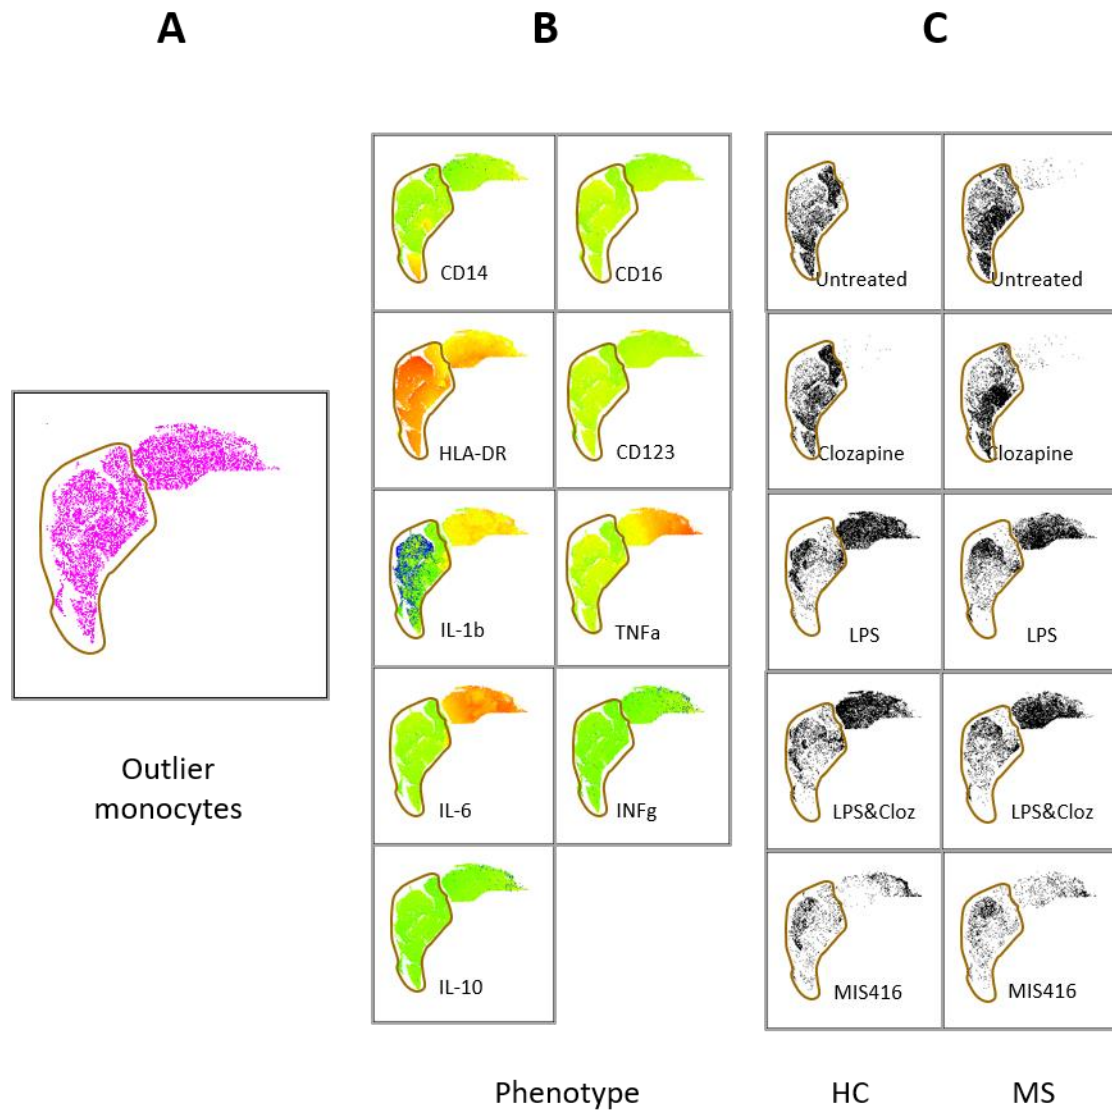 A
B
C
CD14
CD16
Untreated
Untreated
HLA-DR
CD123
Clozapine
Clozapine
IL-1b
TNFa
LPS
LPS
IL-6
INFg
LPS&Cloz
LPS&Cloz
IL-10
MIS416
MIS416
Outlier
monocytes
Phenotype
HC
MS